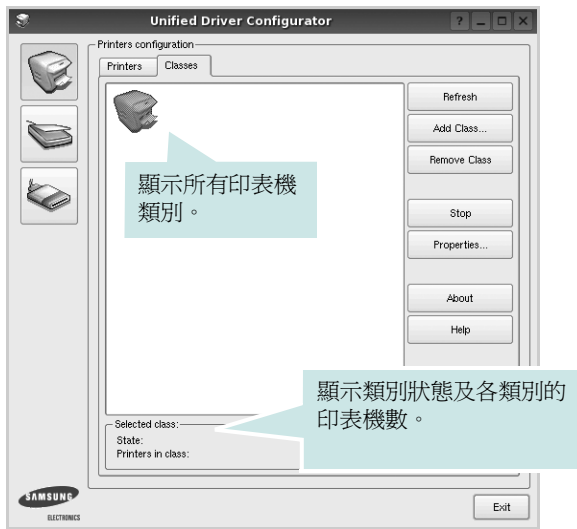 Unified Driver Configurator
Printers configuration
Printers
Classes
Refresh
Add Class...
Remove Class
顯示所有印表機
類別。
Stop
Properties...
About
Help
顯示類別狀態及各類別的
印表機數。
Selected class:
State:
Printers in class:
SAMSUNG
ELECTRONICS
Exit